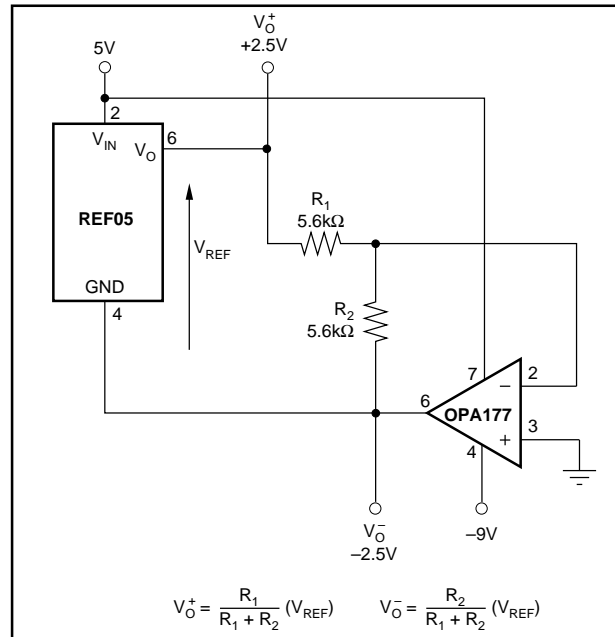 5V
V_O^+
+2.5V
2
V_IN
V_O
6
REF05
V_REF
GND
4
R_1
5.6kΩ
R_2
5.6kΩ
7
2
6
−
OPA177
+
3
4
V_O^−
–2.5V
–9V
V_O^+ = R_1 / (R_1 + R_2) (V_REF)
V_O^− = R_2 / (R_1 + R_2) (V_REF)